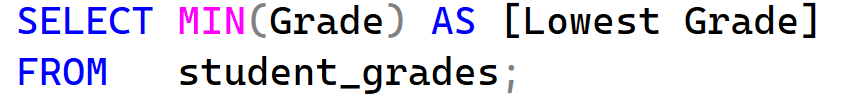 SELECT MIN(Grade) AS [Lowest Grade]
FROM   student_grades;